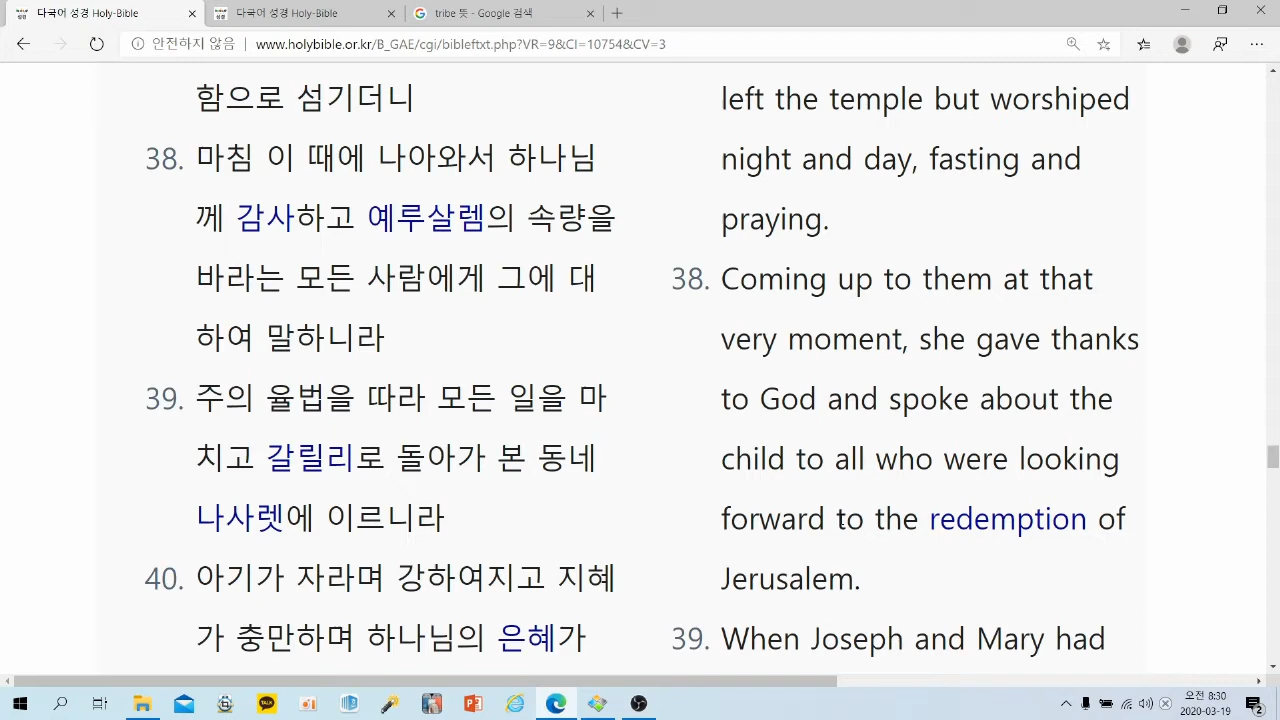 다국어 성경 Holy-Bible
다국어 성경 Holy-Bible
tribe 뜻 - Google 검색
안전하지 않음 | www.holybible.or.kr/B_GAE/cgi/bibleftxt.php?VR=9&CI=10754&CV=3
함으로 섬기더니
38. 마침 이 때에 나아와서 하나님
께 감사하고 예루살렘의 속량을
바라는 모든 사람에게 그에 대
하여 말하니라
39. 주의 율법을 따라 모든 일을 마
치고 갈릴리로 돌아가 본 동네
나사렛에 이르니라
40. 아기가 자라며 강하여지고 지혜
가 충만하며 하나님의 은혜가
left the temple but worshiped
night and day, fasting and
praying.
38. Coming up to them at that
very moment, she gave thanks
to God and spoke about the
child to all who were looking
forward to the redemption of
Jerusalem.
39. When Joseph and Mary had
오전 8:30
2020-03-19